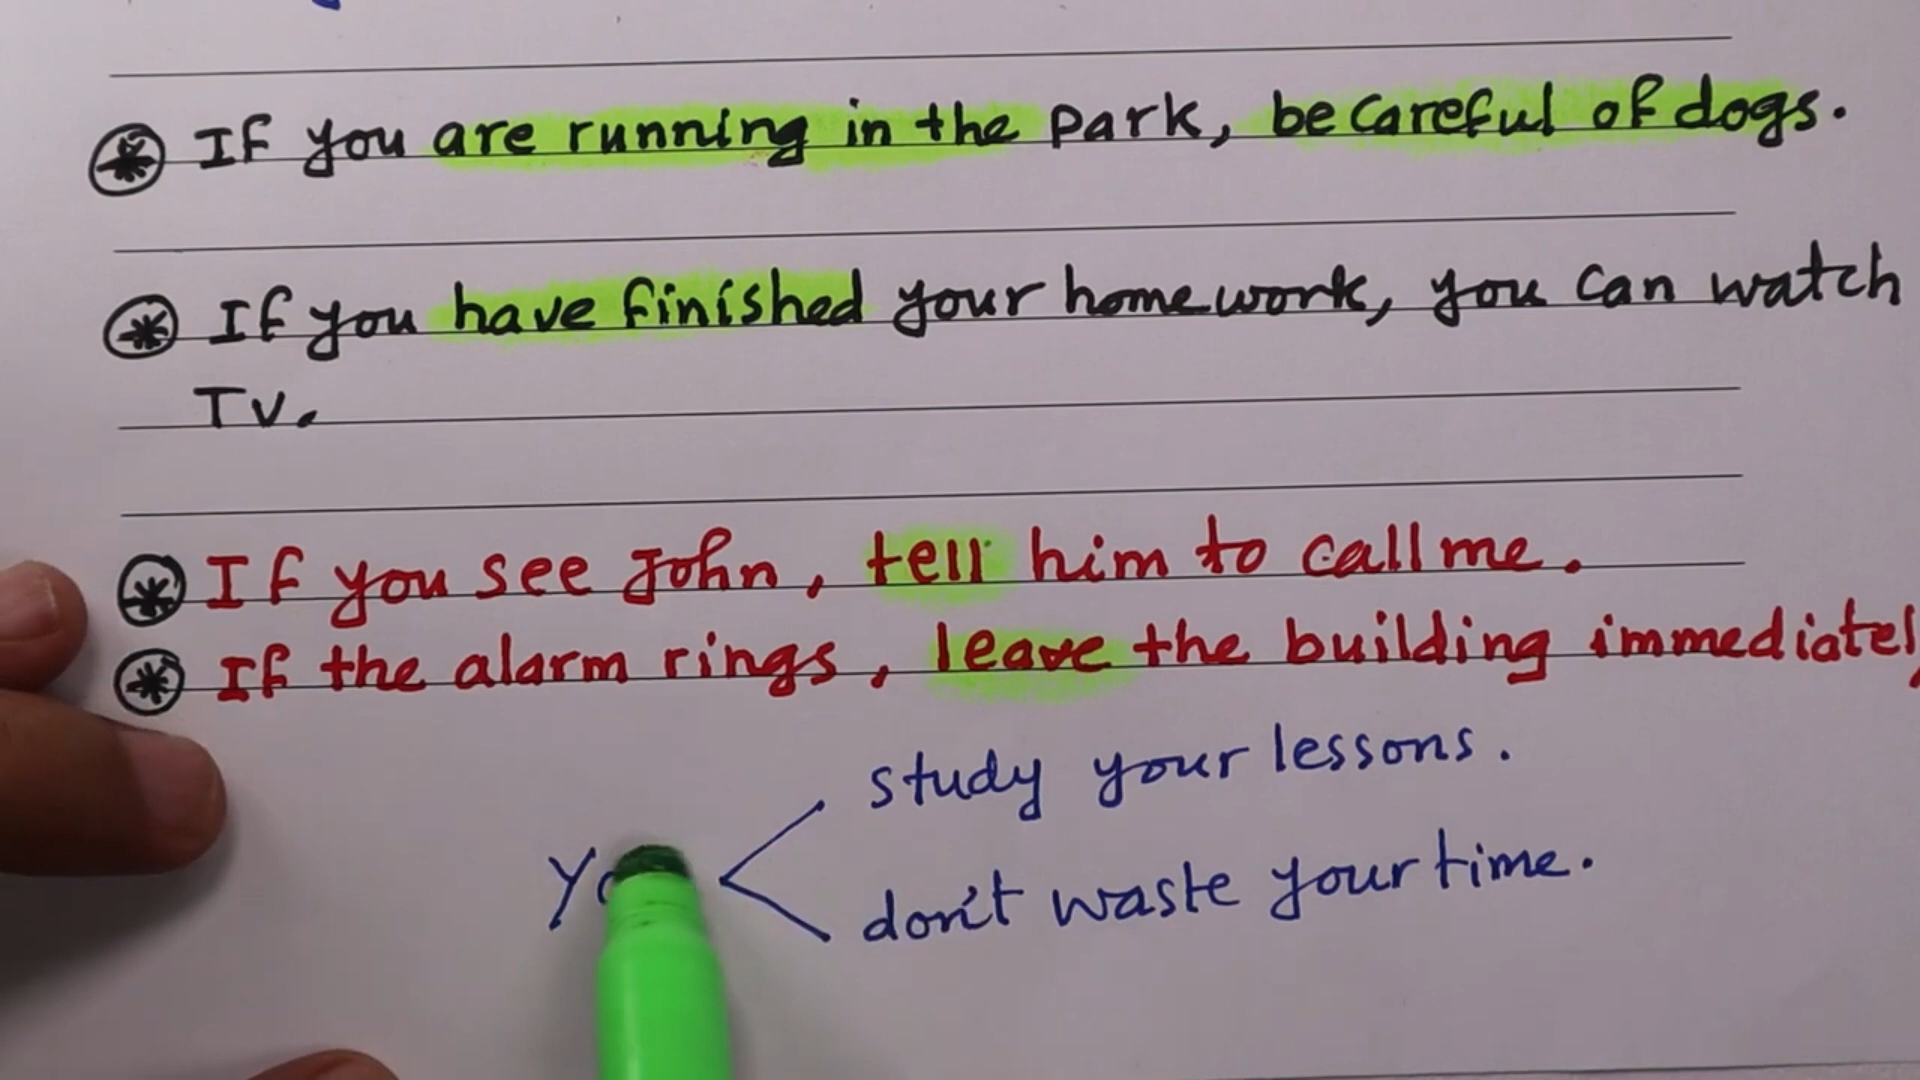 If you are running in the park, be careful of dogs.
If you have finished your homework, you can watch
TV.
If you see John, tell him to call me.
If the alarm rings, leave the building immediately
study your lessons.
don't waste your time.